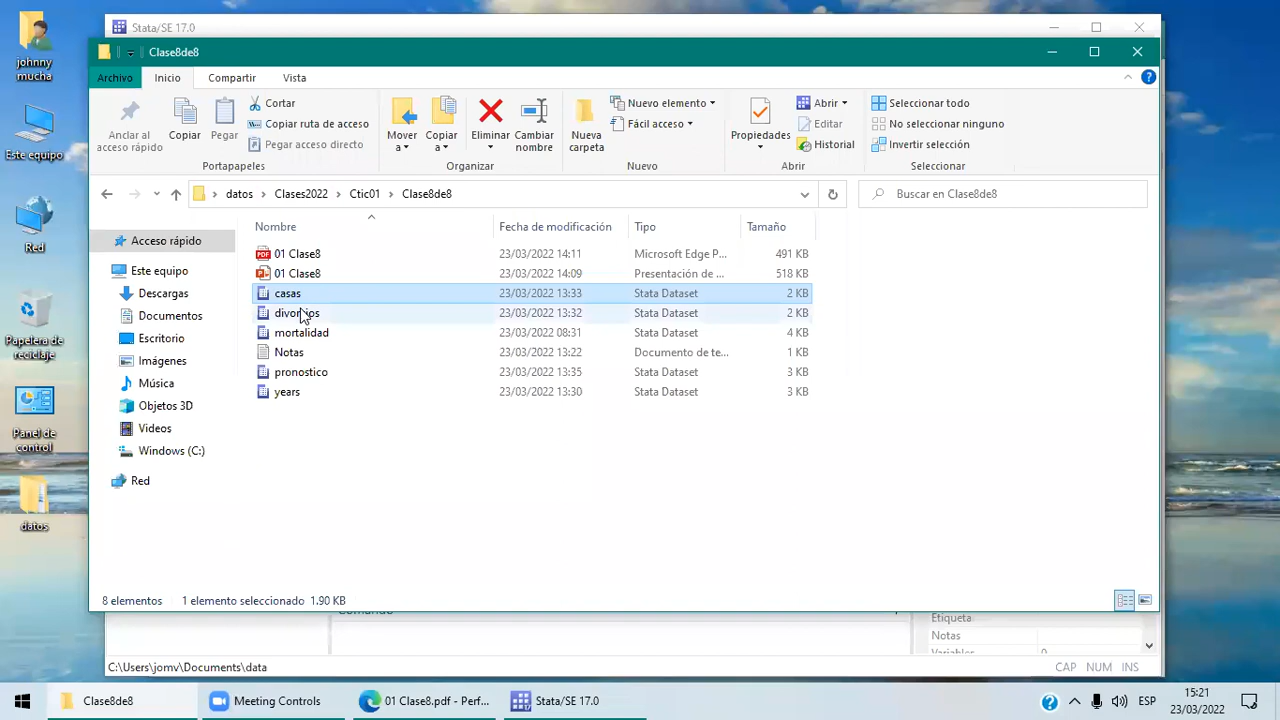 Stata/SE 17.0
Clase8de8
Archivo Inicio Compartir Vista
Anclar al acceso rápido
Copiar
Pegar
Cortar
Copiar ruta de acceso
Pegar acceso directo
Portapapeles
Mover a
Copiar a
Eliminar
Cambiar nombre
Organizar
Nueva carpeta
Nuevo elemento
Fácil acceso
Nuevo
Propiedades
Abrir
Editar
Historial
Abrir
Seleccionar todo
No seleccionar ninguno
Invertir selección
Seleccionar
datos > Clases2022 > Ctic01 > Clase8de8
Buscar en Clase8de8
Nombre Fecha de modificación Tipo Tamaño
01 Clase8 23/03/2022 14:11 Microsoft Edge P... 491 KB
01 Clase8 23/03/2022 14:09 Presentación de ... 518 KB
casas 23/03/2022 13:33 Stata Dataset 2 KB
divorcios 23/03/2022 13:32 Stata Dataset 2 KB
mortalidad 23/03/2022 08:31 Stata Dataset 4 KB
Notas 23/03/2022 13:22 Documento de te... 1 KB
pronostico 23/03/2022 13:35 Stata Dataset 3 KB
years 23/03/2022 13:30 Stata Dataset 3 KB
Acceso rápido
Este equipo
Descargas
Documentos
Escritorio
Imágenes
Música
Objetos 3D
Videos
Windows (C:)
Red
8 elementos 1 elemento seleccionado 1.90 KB
Comando
Etiqueta
Notas
Variables 0
C:\Users\jomv\Documents\data
CAP NUM INS
johnny mucha
Este equipo
Red
Papelera de reciclaje
Panel de control
datos
Clase8de8
Meeting Controls
01 Clase8.pdf - Perf...
Stata/SE 17.0
ESP
15:21
23/03/2022